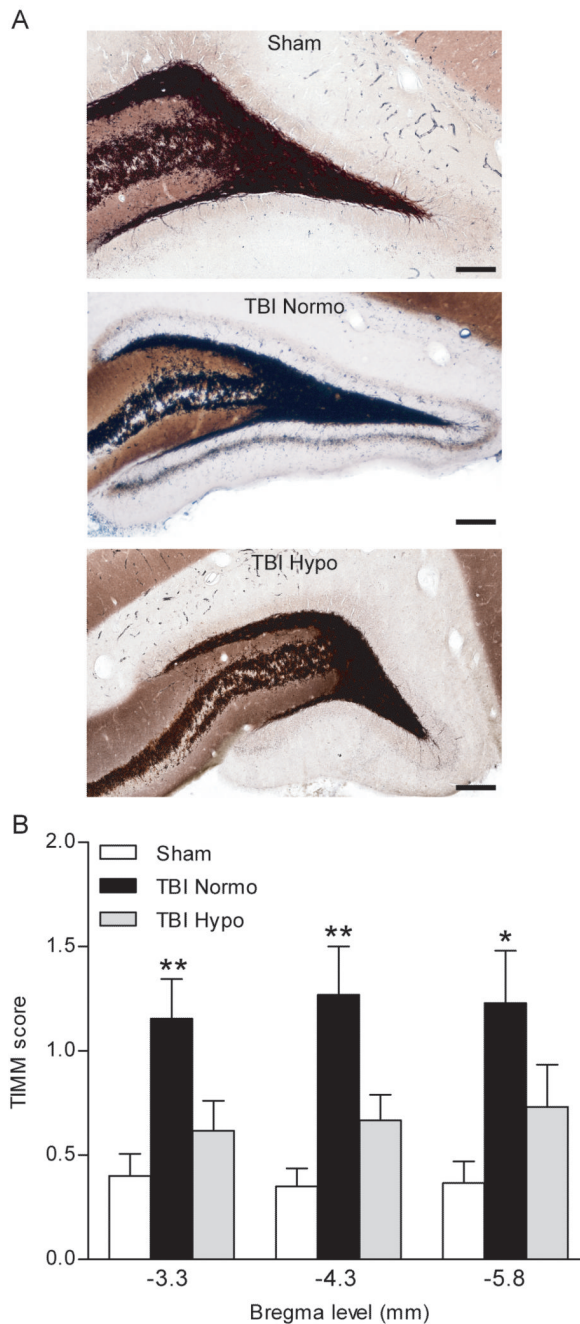 A
Sham
TBI Normo
TBI Hypo
B
2.0
Sham
TBI Normo
TBI Hypo
1.5
** ** *
1.0
0.5
0.0
TIMM score
-3.3 -4.3 -5.8
Bregma level (mm)